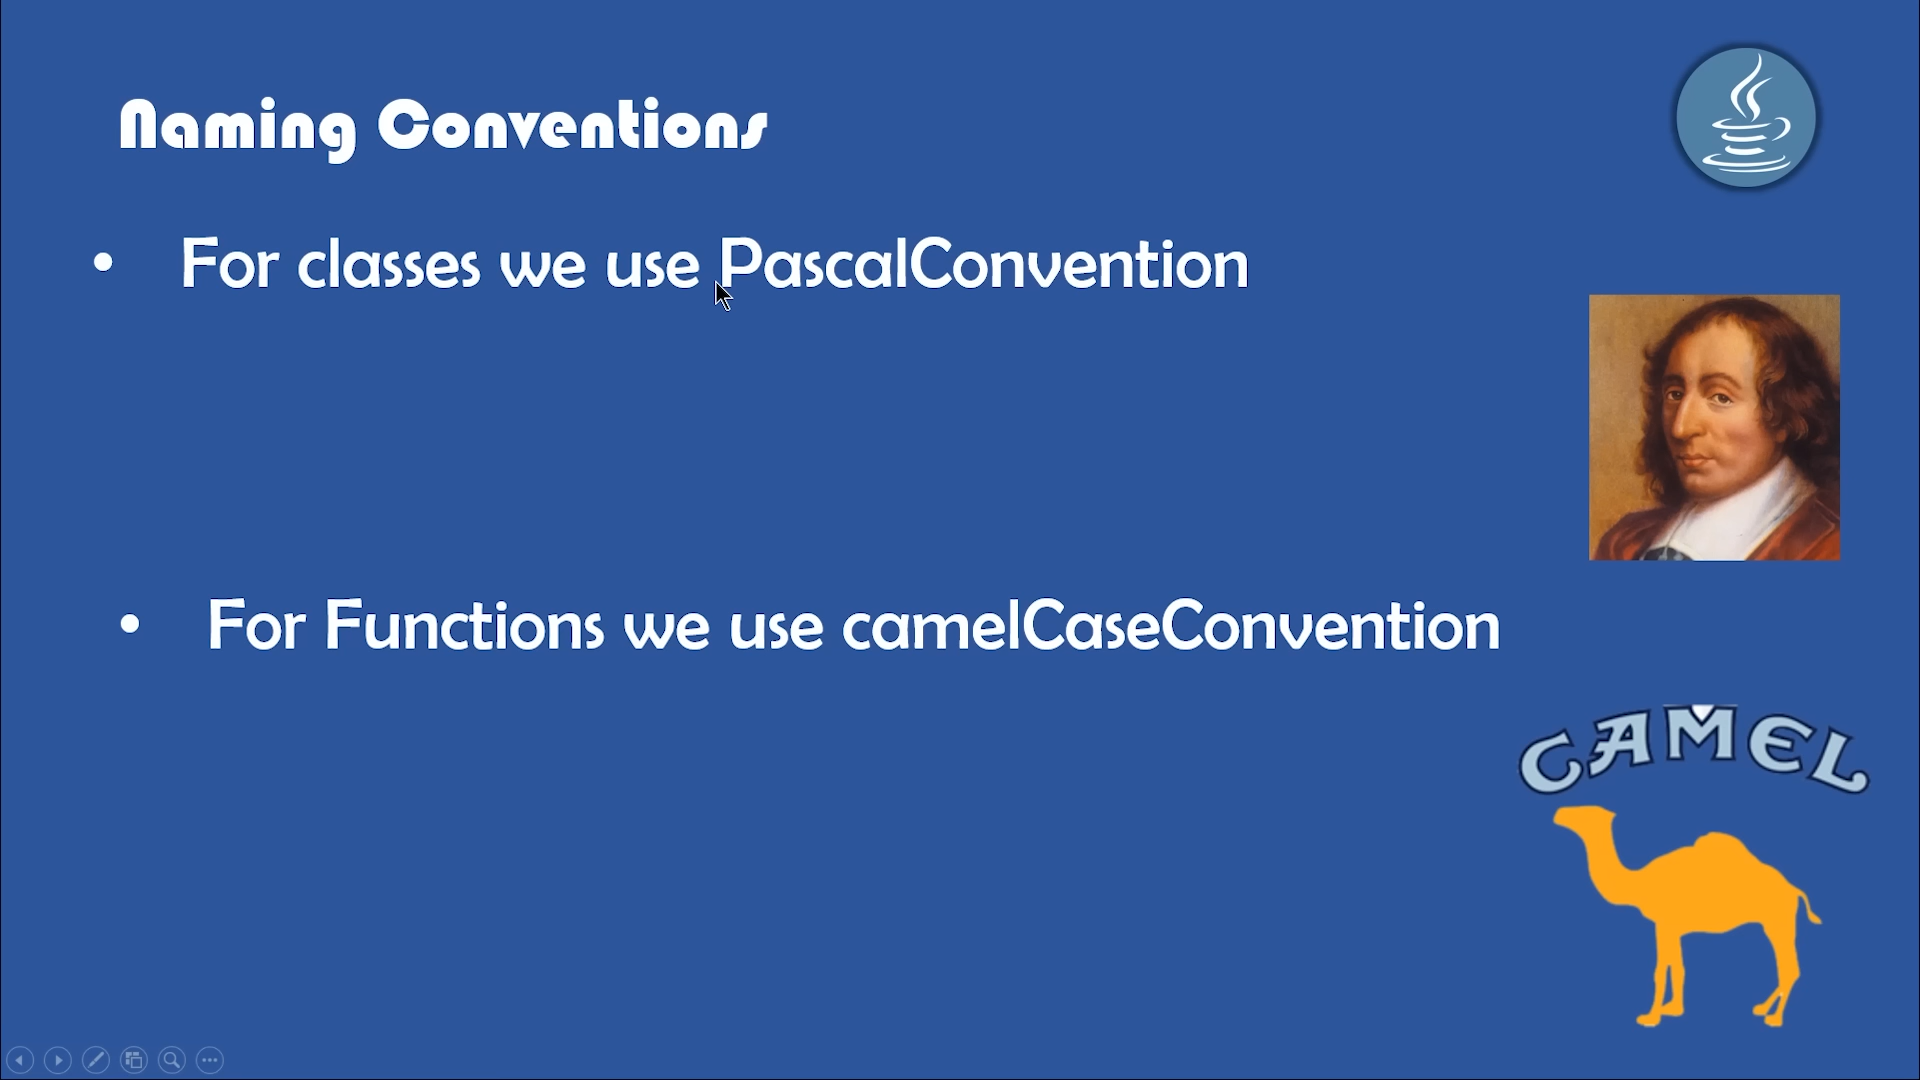 Naming Conventions
• For classes we use PascalConvention
• For Functions we use camelCaseConvention
CAMEL